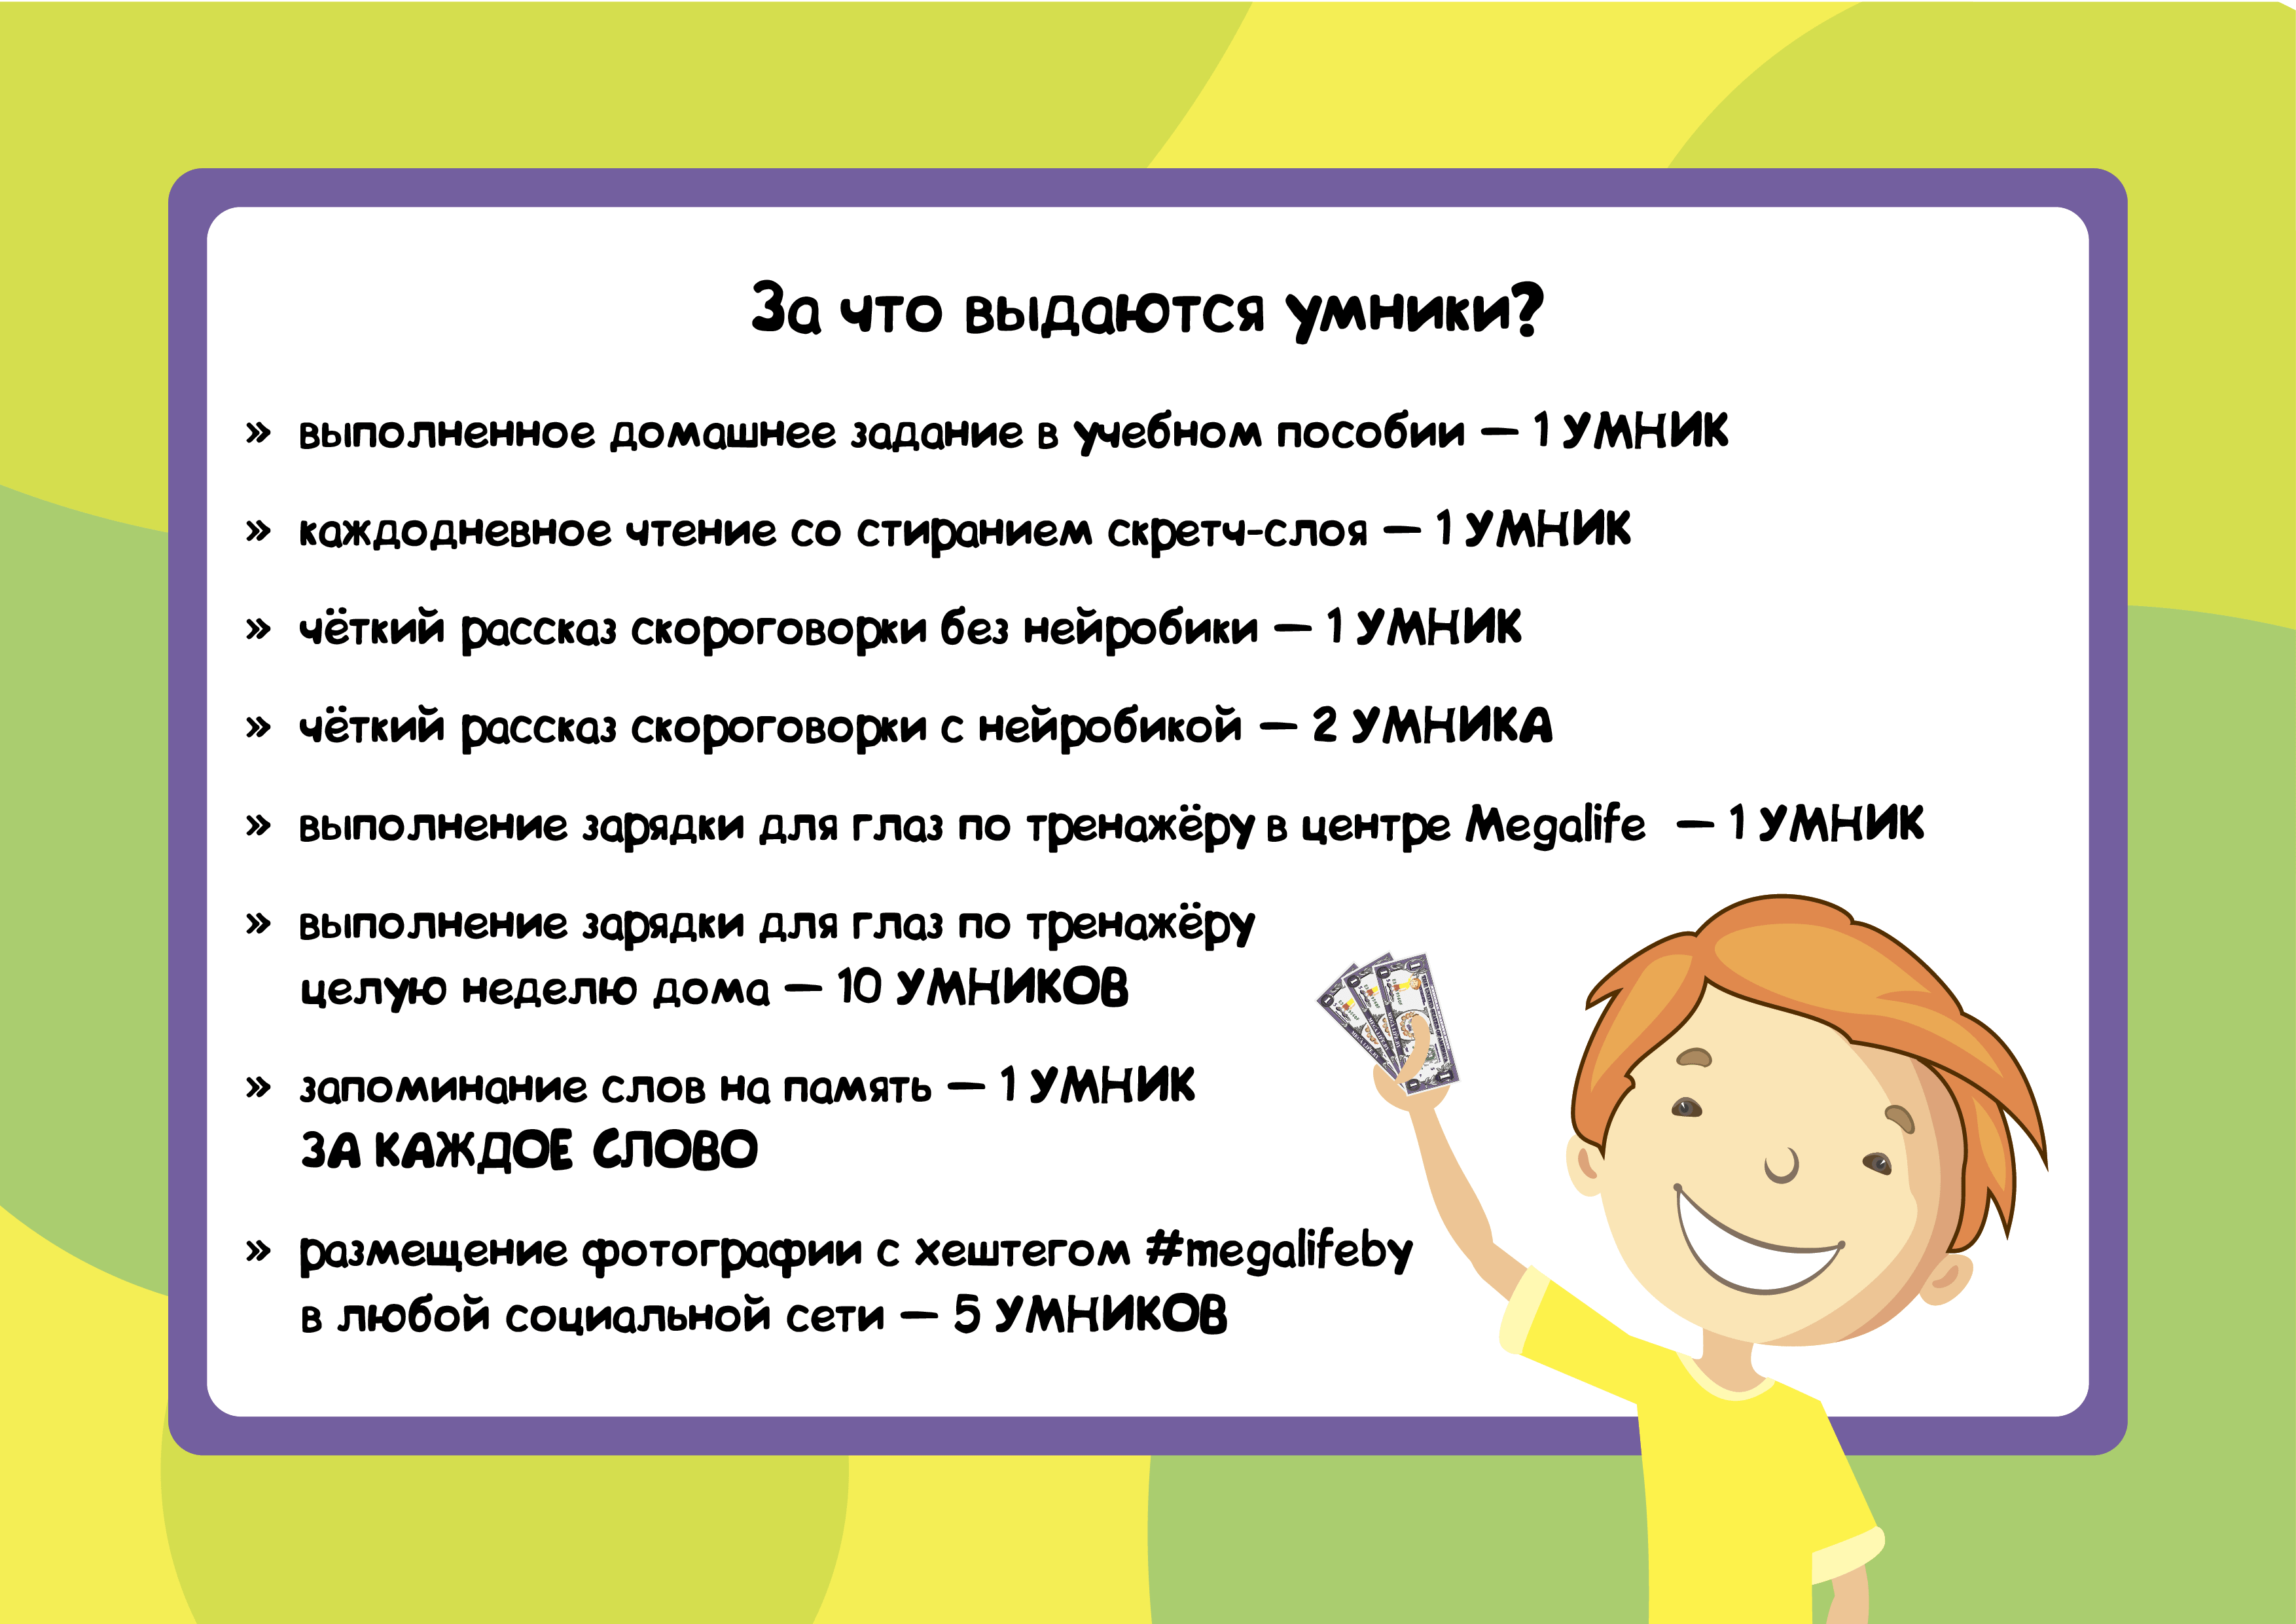 За что выдаются умники?
» выполненное домашнее задание в учебном пособии — 1 УМНИК
» каждодневное чтение со стиранием скретч-слоя — 1 УМНИК
» чёткий рассказ скороговорки без нейробики — 1 УМНИК
» чёткий рассказ скороговорки с нейробикой — 2 УМНИКА
» выполнение зарядки для глаз по тренажёру в центре Megalife — 1 УМНИК
» выполнение зарядки для глаз по тренажёру
целую неделю дома — 10 УМНИКОВ
» запоминание слов на память — 1 УМНИК
ЗА КАЖДОЕ СЛОВО
» размещение фотографии с хештегом #megalifeby
в любой социальной сети — 5 УМНИКОВ